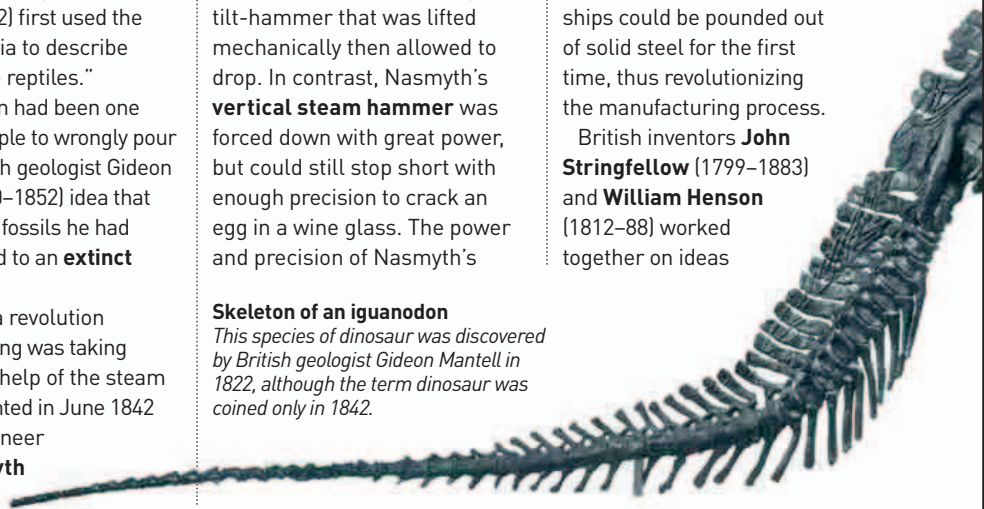 2) first used the
ia to describe
reptiles.”
n had been one
ple to wrongly pour
h geologist Gideon
–1852) idea that
fossils he had
d to an extinct
a revolution
ng was taking
help of the steam
nted in June 1842
neer
yth
tilt-hammer that was lifted
mechanically then allowed to
drop. In contrast, Nasmyth’s
vertical steam hammer was
forced down with great power,
but could still stop short with
enough precision to crack an
egg in a wine glass. The power
and precision of Nasmyth’s
Skeleton of an iguanodon
This species of dinosaur was discovered
by British geologist Gideon Mantell in
1822, although the term dinosaur was
coined only in 1842.
ships could be pounded out
of solid steel for the first
time, thus revolutionizing
the manufacturing process.
British inventors John
Stringfellow (1799–1883)
and William Henson
(1812–88) worked
together on ideas